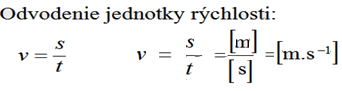 Odvodenie jednotky rýchlosti:
v = s/t    v = s/t = [m]/[s] = [m.s⁻¹]